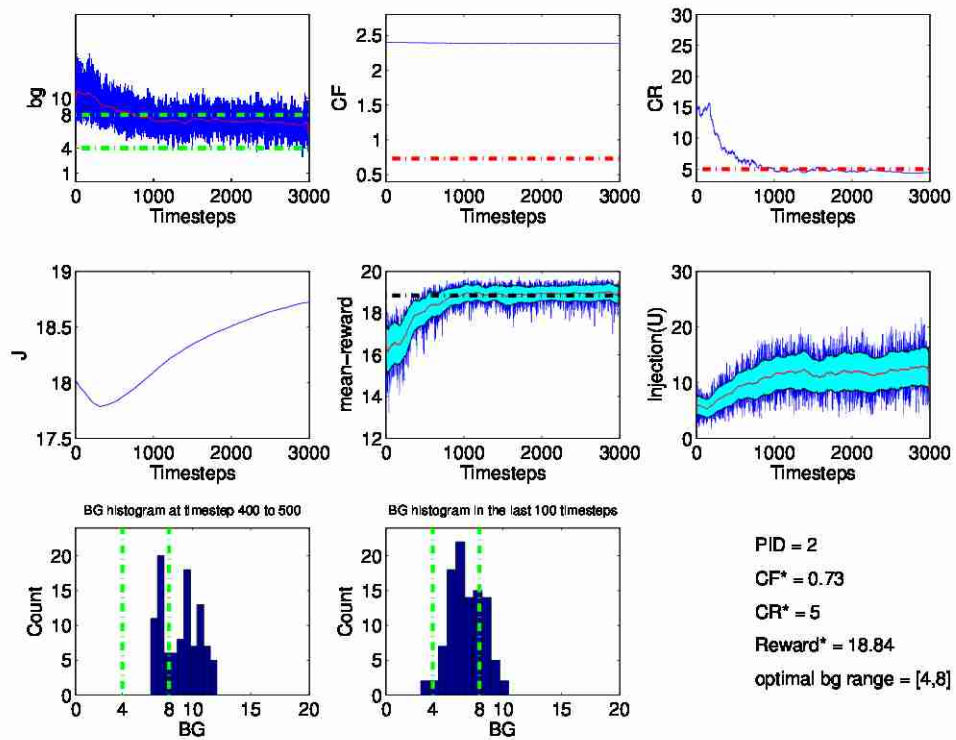 bg
10
8
4
1
0 1000 2000 3000
Timesteps
CF
2.5
2
1.5
1
0.5
0 1000 2000 3000
Timesteps
CR
30
25
20
15
10
5
0 1000 2000 3000
Timesteps
J
19
18.5
18
17.5
0 1000 2000 3000
Timesteps
mean-reward
20
18
16
14
12
0 1000 2000 3000
Timesteps
Injection(U)
30
20
10
0
0 1000 2000 3000
Timesteps
BG histogram at timestep 400 to 500
Count
20
15
10
5
0
0 4 8 10 15 20
BG
BG histogram in the last 100 timesteps
Count
20
15
10
5
0
0 4 8 10 15 20
BG
PID = 2
CF* = 0.73
CR* = 5
Reward* = 18.84
optimal bg range = [4,8]